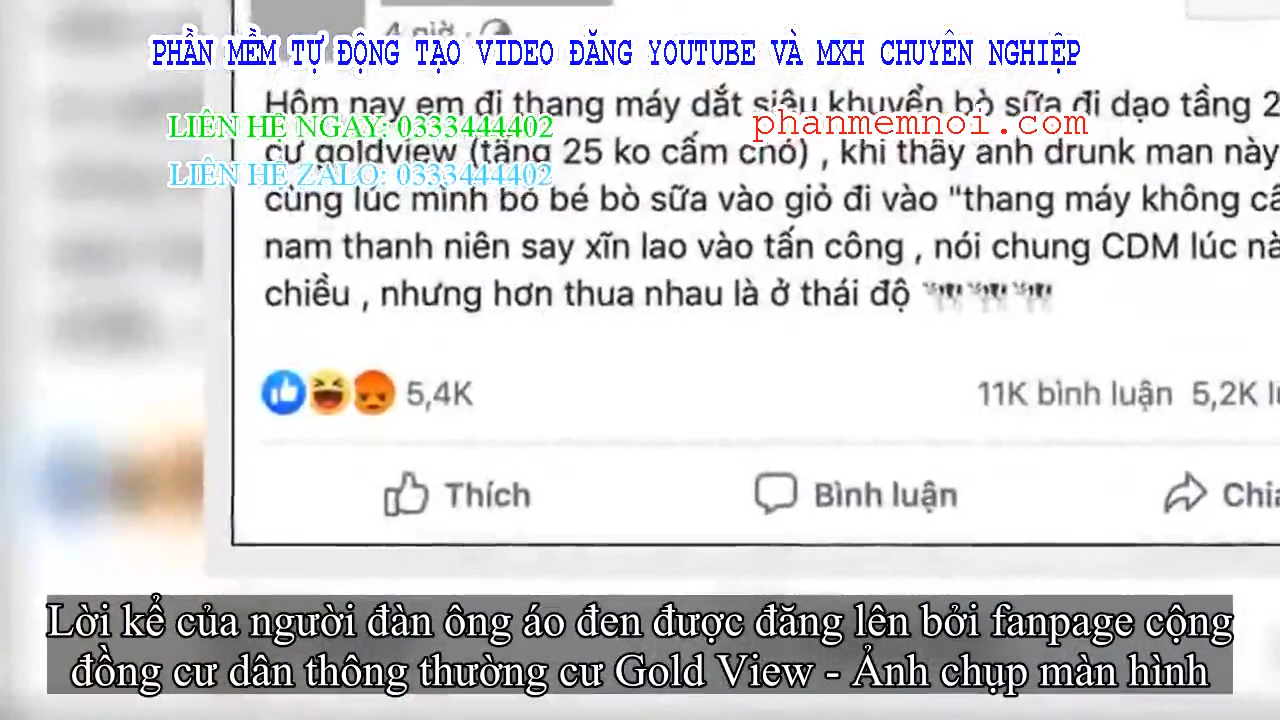 4 giờ ·
PHẦN MỀM TỰ ĐỘNG TẠO VIDEO ĐĂNG YOUTUBE VÀ MXH CHUYÊN NGHIỆP
Hôm nay em đi thang máy dắt siêu khuyển bò sữa đi dạo tầng 2
LIÊN HỆ NGAY: 0333444402
phanmemnoi.com
cư goldview (tầng 25 ko cấm chó) , khi thấy anh drunk man này
LIÊN HỆ ZALO: 0333444402
cùng lúc mình bỏ bé bò sữa vào giỏ đi vào "thang máy không cấ
nam thanh niên say xĩn lao vào tấn công , nói chung CDM lúc nà
chiều , nhưng hơn thua nhau là ở thái độ
5,4K
11K bình luận 5,2K lu
Thích
Bình luận
Chia
Lời kể của người đàn ông áo đen được đăng lên bởi fanpage cộng
đồng cư dân thông thường cư Gold View - Ảnh chụp màn hình